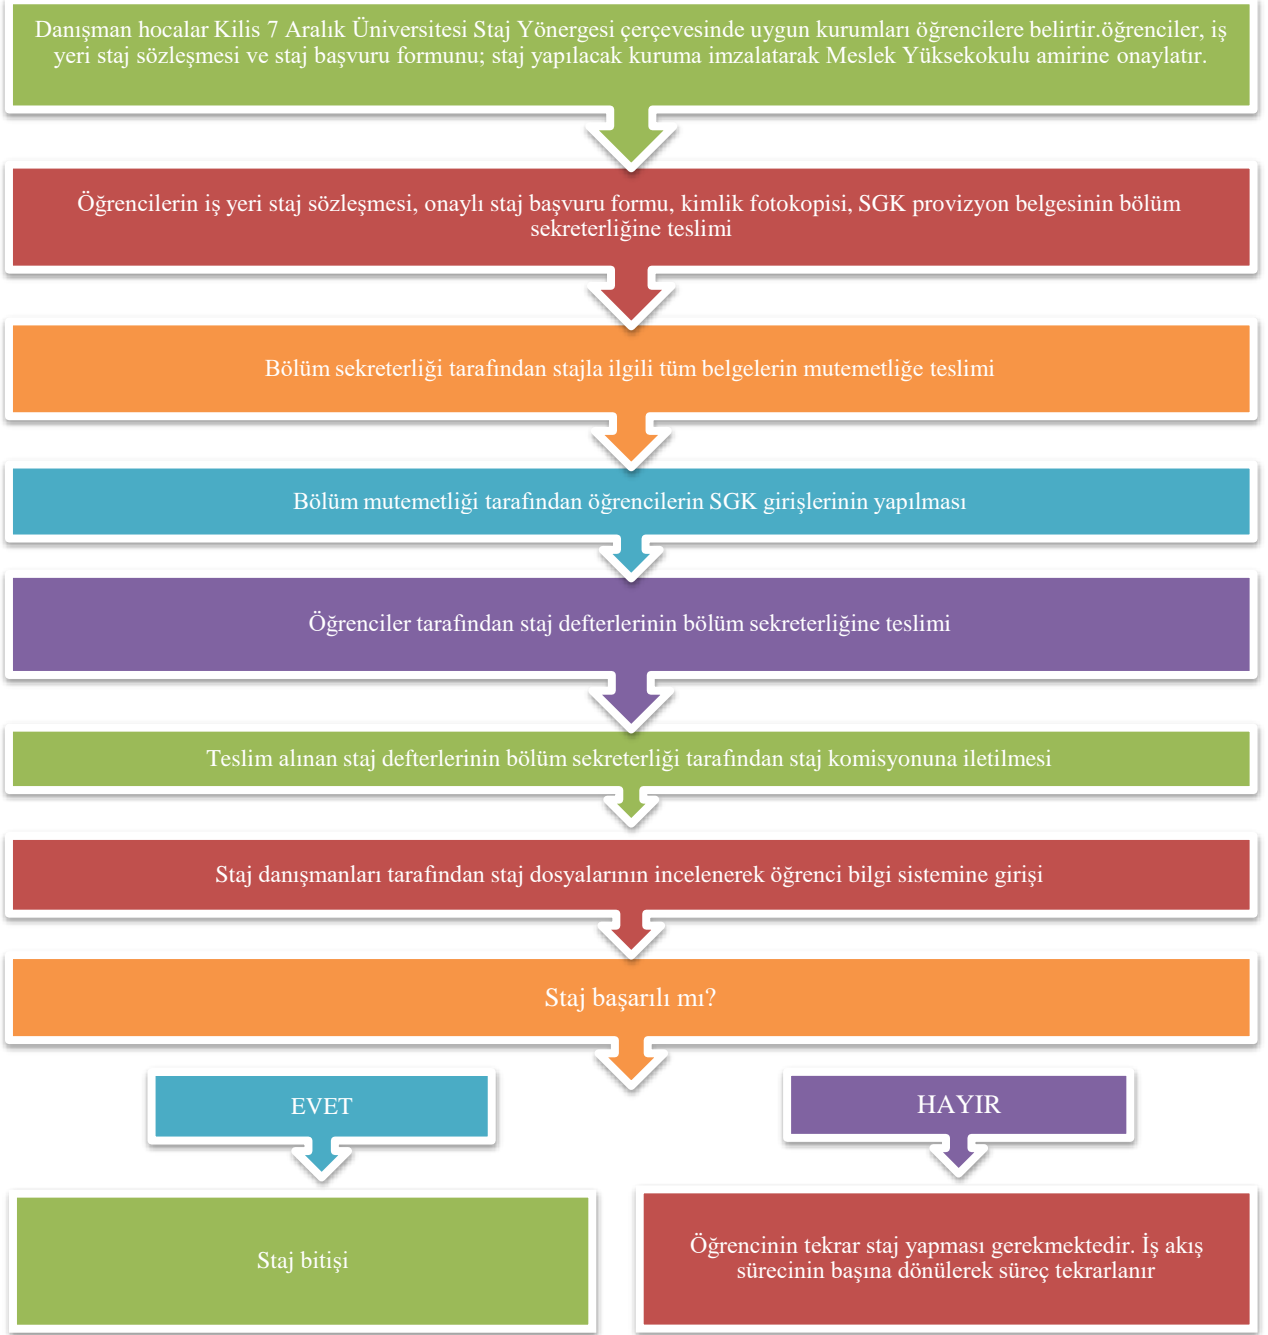 Danışman hocalar Kilis 7 Aralık Üniversitesi Staj Yönergesi çerçevesinde uygun kurumları öğrencilere belirtir.öğrenciler, iş
yeri staj sözleşmesi ve staj başvuru formunu; staj yapılacak kuruma imzalatarak Meslek Yüksekokulu amirine onaylatır.
Öğrencilerin iş yeri staj sözleşmesi, onaylı staj başvuru formu, kimlik fotokopisi, SGK provizyon belgesinin bölüm
sekreterliğine teslimi
Bölüm sekreterliği tarafından stajla ilgili tüm belgelerin mutemetliğe teslimi
Bölüm mutemetliği tarafından öğrencilerin SGK girişlerinin yapılması
Öğrenciler tarafından staj defterlerinin bölüm sekreterliğine teslimi
Teslim alınan staj defterlerinin bölüm sekreterliği tarafından staj komisyonuna iletilmesi
Staj danışmanları tarafından staj dosyalarının incelenerek öğrenci bilgi sistemine girişi
Staj başarılı mı?
EVET
HAYIR
Staj bitişi
Öğrencinin tekrar staj yapması gerekmektedir. İş akış
sürecinin başına dönülerek süreç tekrarlanır